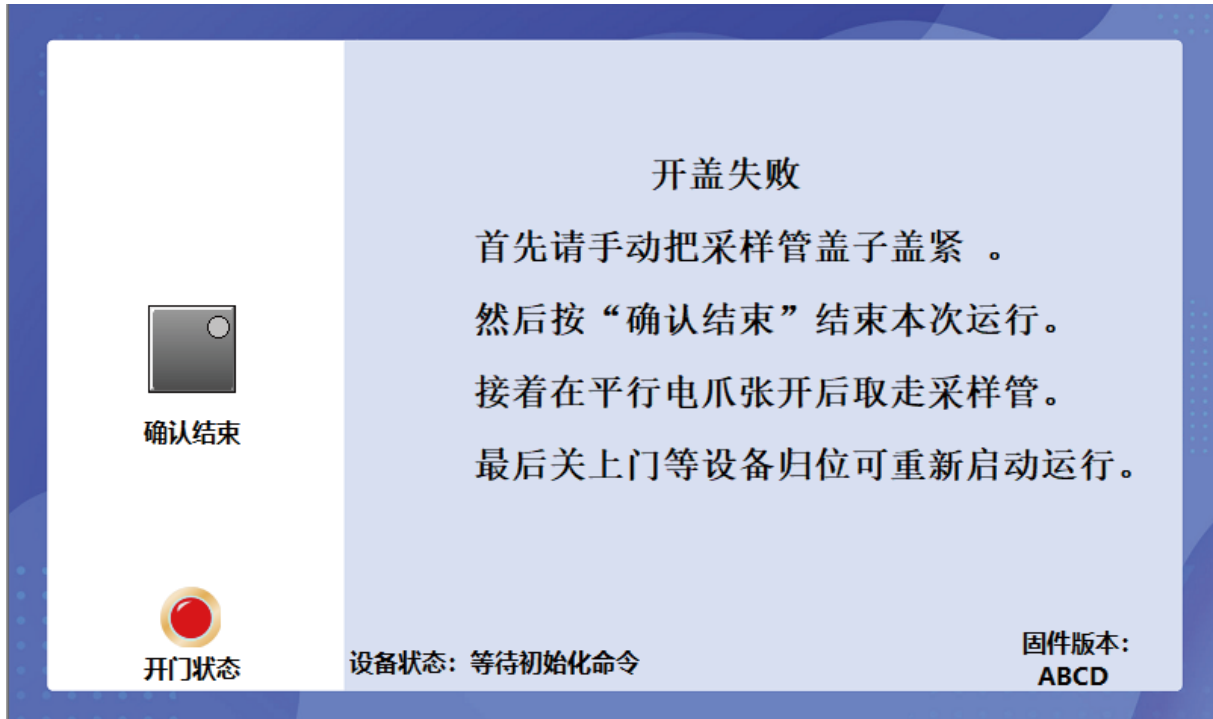 开盖失败
首先请手动把采样管盖子盖紧 。
然后按“确认结束”结束本次运行。
接着在平行电爪张开后取走采样管。
最后关上门等设备归位可重新启动运行。
确认结束
开门状态
设备状态：等待初始化命令
固件版本：
ABCD